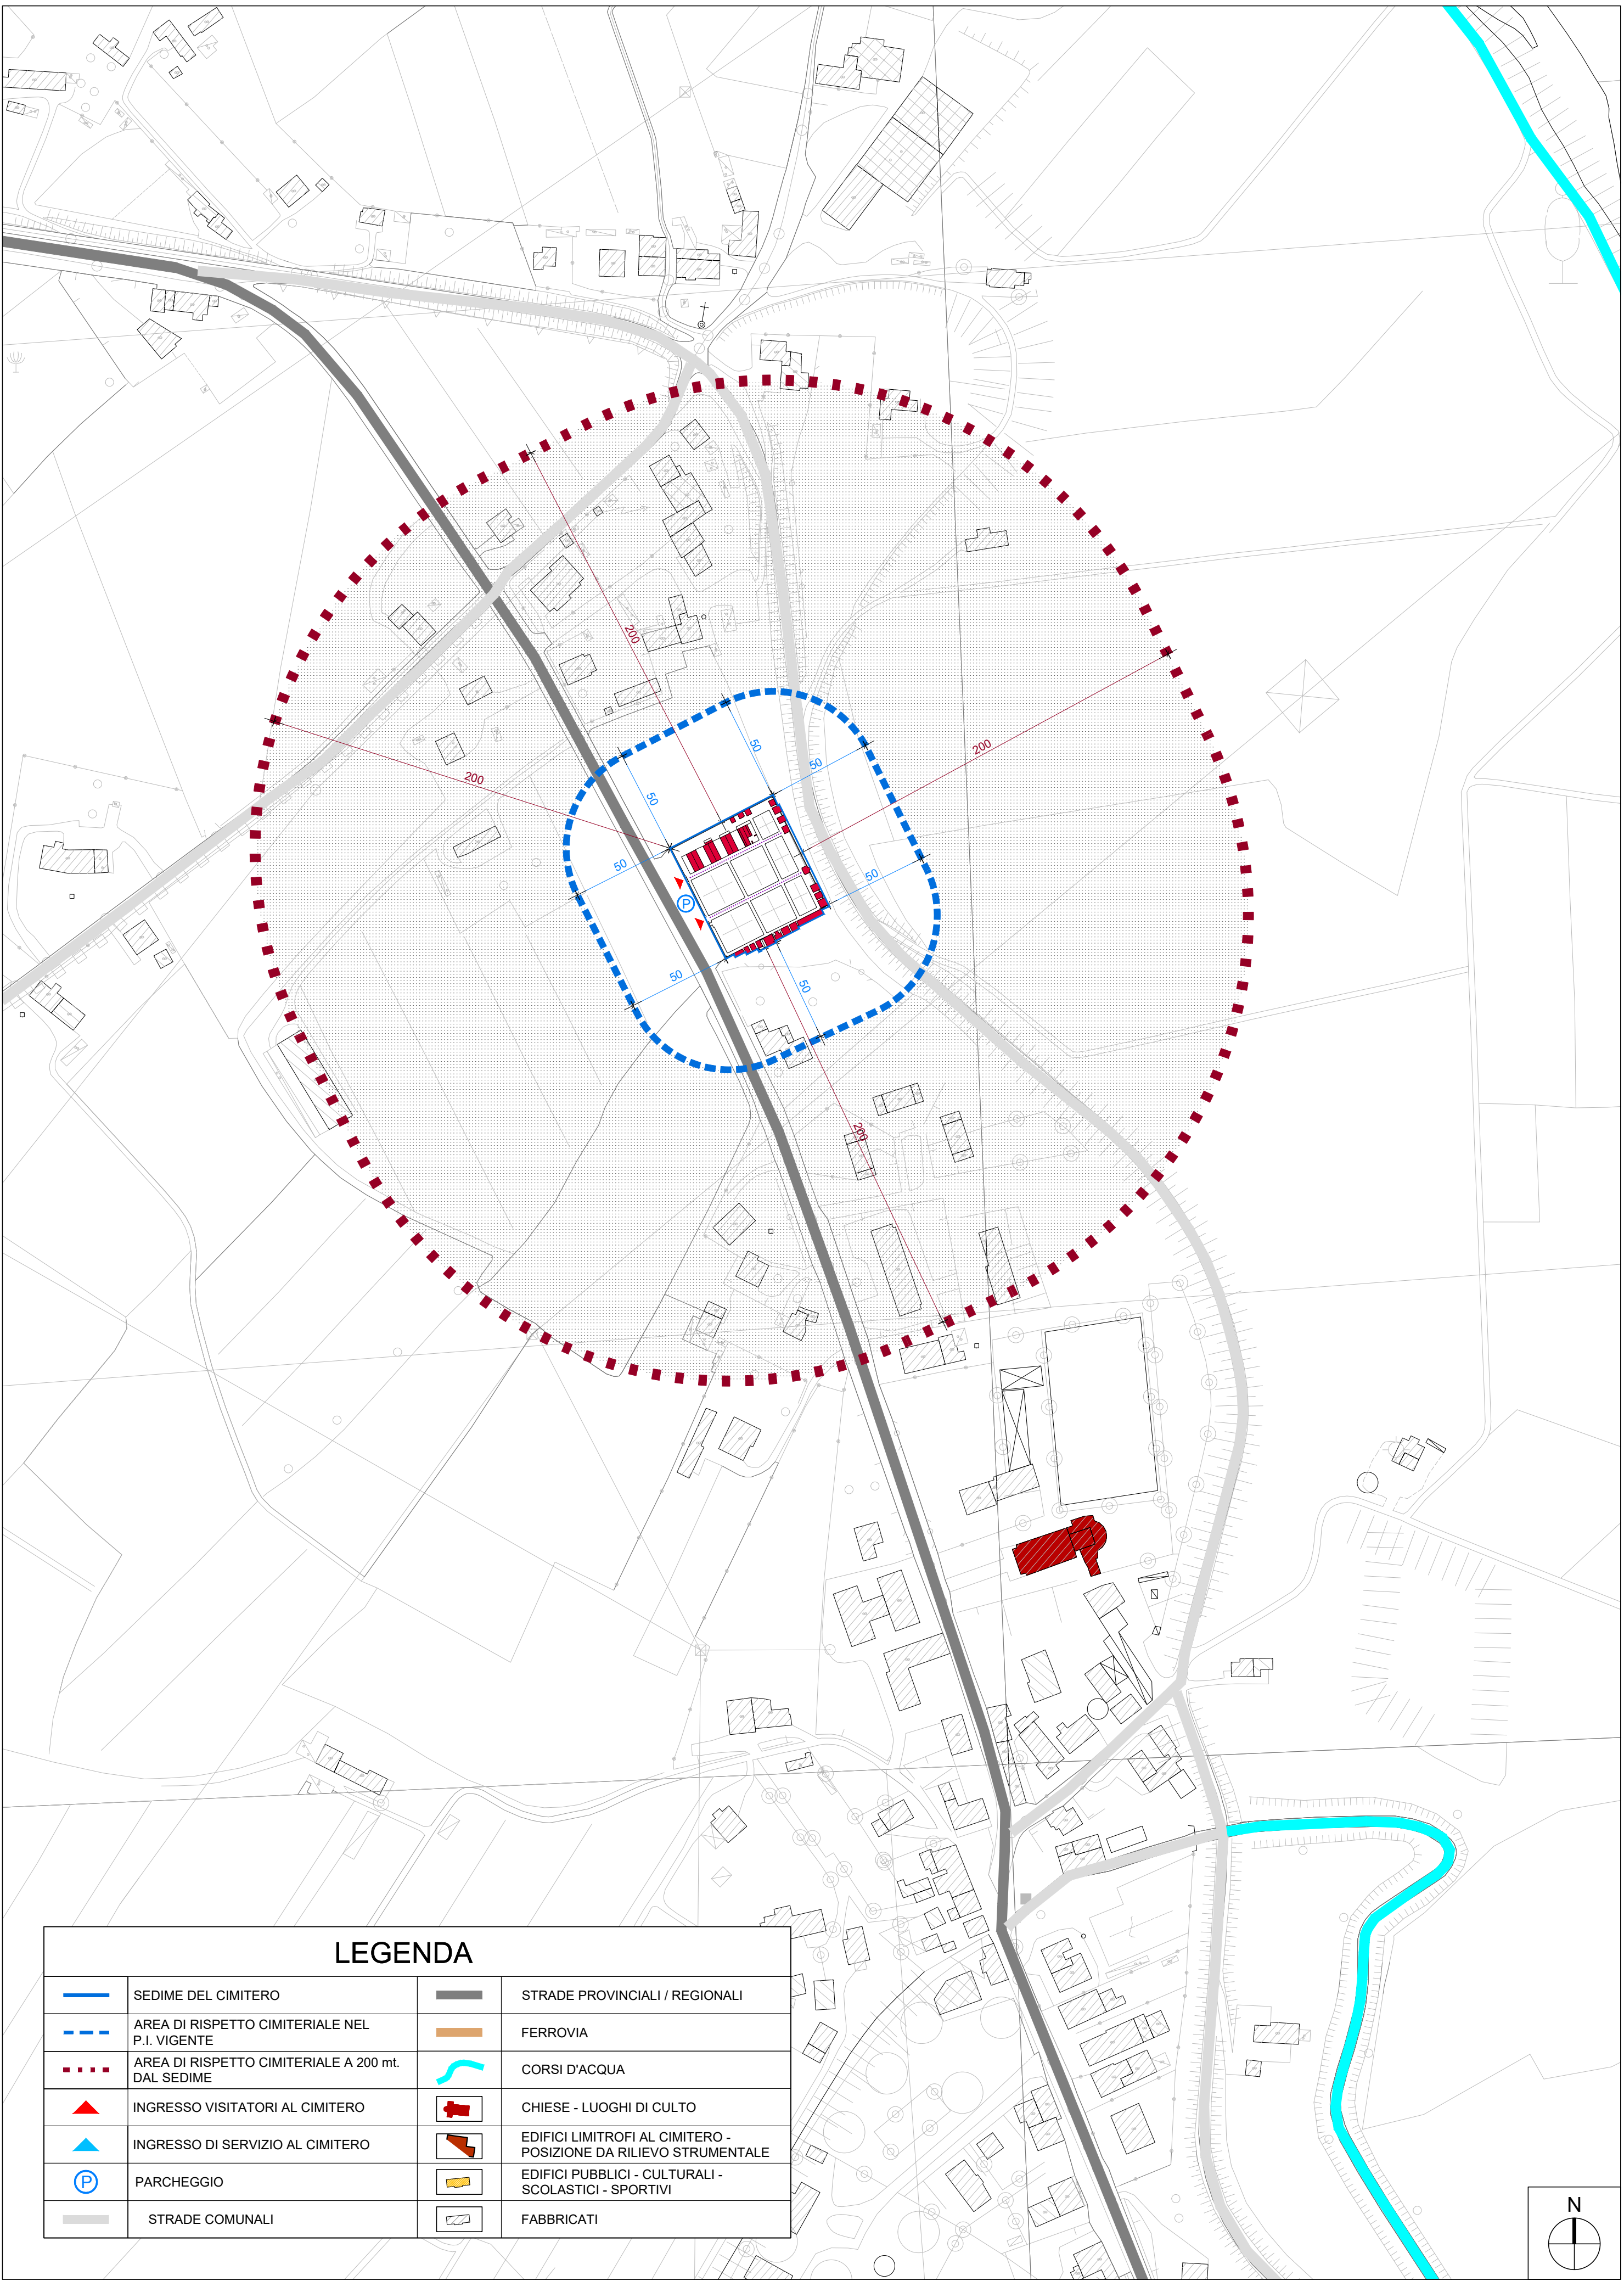 200
200
200
50
50
50
50
50
50
50
P
200
LEGENDA
SEDIME DEL CIMITERO
STRADE PROVINCIALI / REGIONALI
AREA DI RISPETTO CIMITERIALE NEL
P.I. VIGENTE
FERROVIA
AREA DI RISPETTO CIMITERIALE A 200 mt.
DAL SEDIME
CORSI D'ACQUA
INGRESSO VISITATORI AL CIMITERO
CHIESE - LUOGHI DI CULTO
INGRESSO DI SERVIZIO AL CIMITERO
EDIFICI LIMITROFI AL CIMITERO -
POSIZIONE DA RILIEVO STRUMENTALE
P
PARCHEGGIO
EDIFICI PUBBLICI - CULTURALI -
SCOLASTICI - SPORTIVI
STRADE COMUNALI
FABBRICATI
N